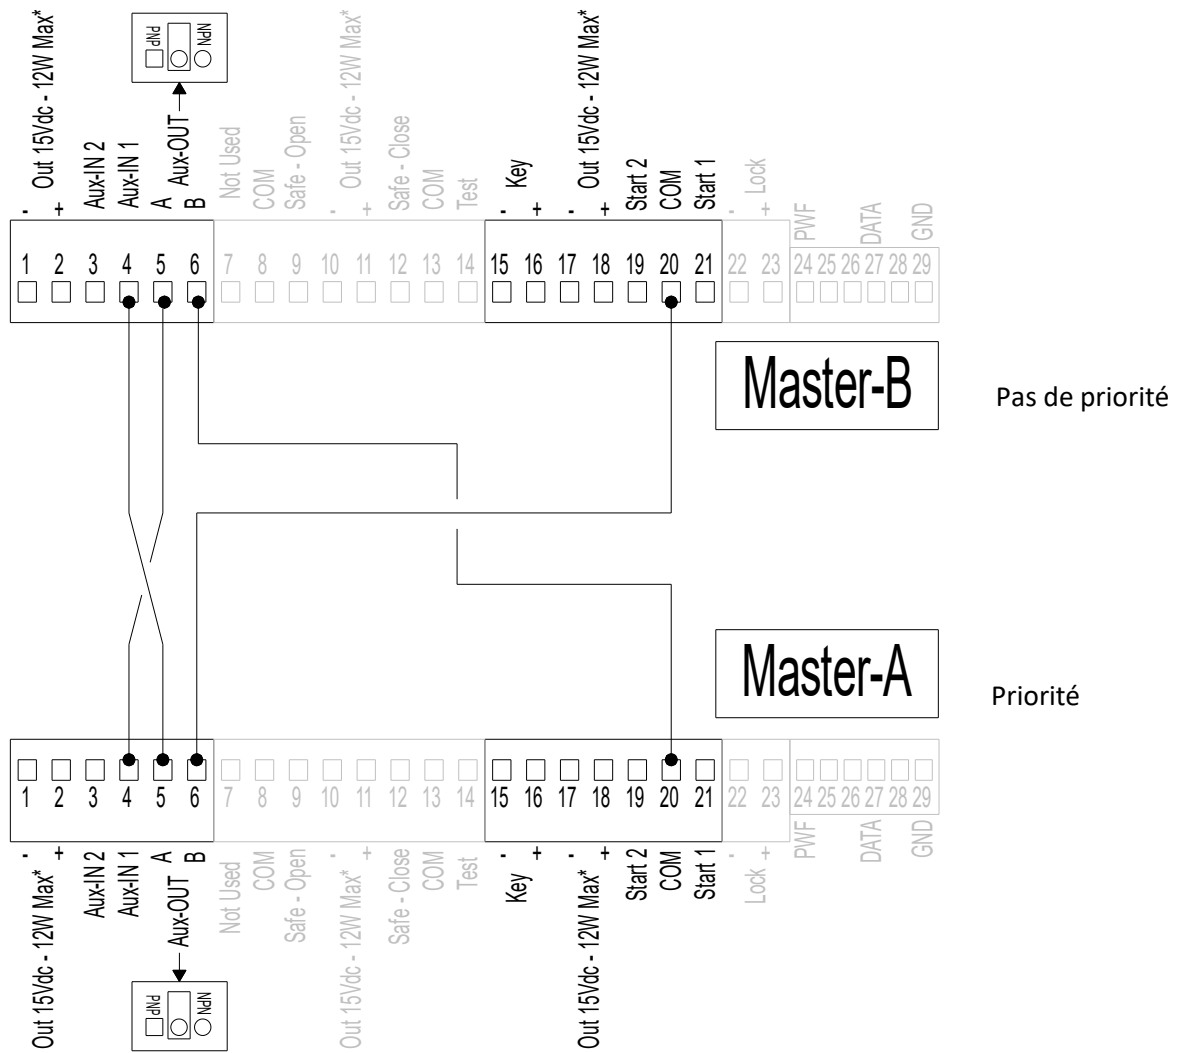 Out 15Vdc - 12W Max*
- +
Aux-IN 2
Aux-IN 1
A Aux-OUT
B
PNP
NPN
Not Used
COM
Safe - Open
Out 15Vdc - 12W Max*
- +
Safe - Close
COM
Test
- Key
+
Out 15Vdc - 12W Max*
- +
Start 2
COM
Start 1
- Lock
+
PWF
DATA
GND
1 2 3 4 5 6 7 8 9 10 11 12 13 14 15 16 17 18 19 20 21 22 23 24 25 26 27 28 29
Master-B
Pas de priorité
Master-A
Priorité
1 2 3 4 5 6 7 8 9 10 11 12 13 14 15 16 17 18 19 20 21 22 23 24 25 26 27 28 29
Out 15Vdc - 12W Max*
- +
Aux-IN 2
Aux-IN 1
Aux-OUT A
B
PNP
NPN
Not Used
COM
Safe - Open
Out 15Vdc - 12W Max*
- +
Safe - Close
COM
Test
Key -
+
Out 15Vdc - 12W Max*
- +
Start 2
COM
Start 1
Lock -
+
PWF
DATA
GND